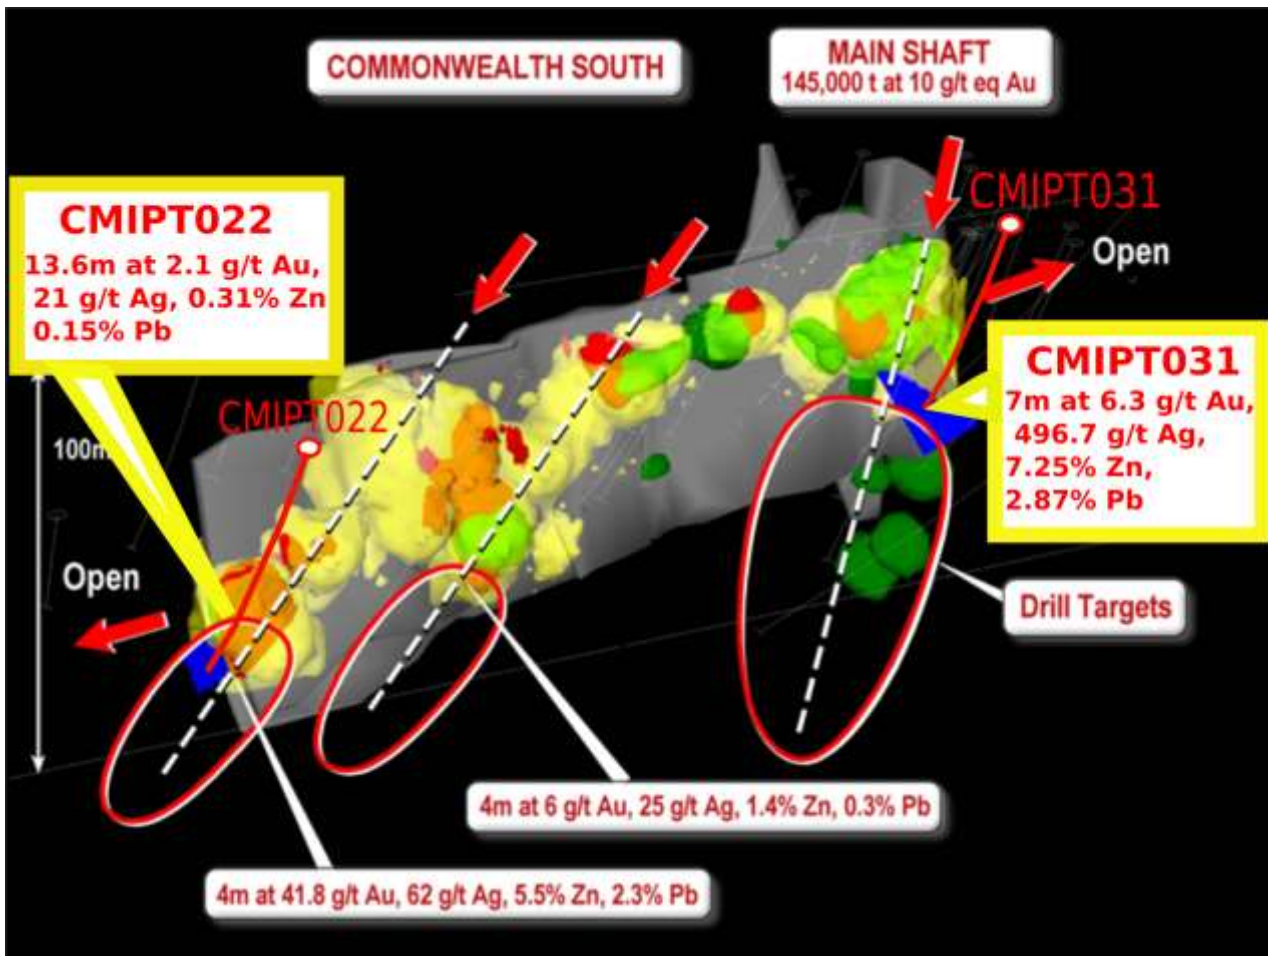 COMMONWEALTH SOUTH
MAIN SHAFT
145,000 t at 10 g/t eq Au
CMIPT022
13.6m at 2.1 g/t Au,
21 g/t Ag, 0.31% Zn
0.15% Pb
CMIPT031
Open
CMIPT031
7m at 6.3 g/t Au,
496.7 g/t Ag,
7.25% Zn,
2.87% Pb
CMIPT022
100m
Open
Drill Targets
4m at 6 g/t Au, 25 g/t Ag, 1.4% Zn, 0.3% Pb
4m at 41.8 g/t Au, 62 g/t Ag, 5.5% Zn, 2.3% Pb